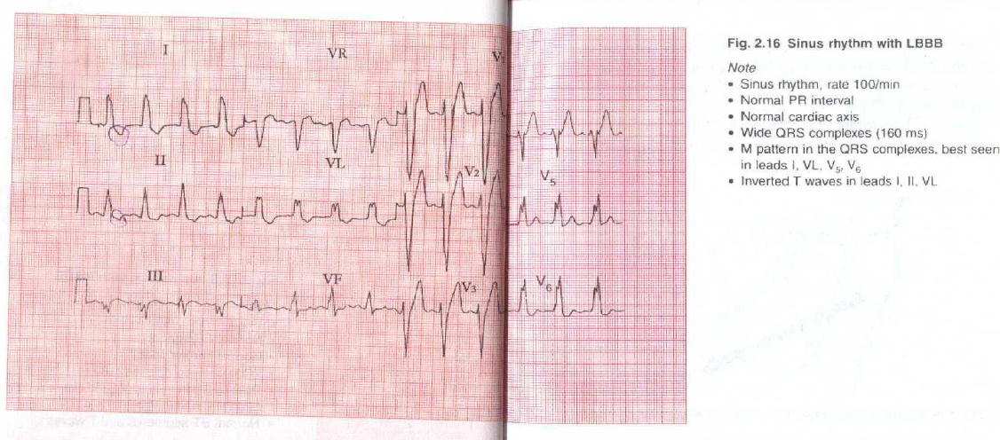 I
VR
V₁
II
VL
V₂
V₅
III
VF
V₃
V₆
Fig. 2.16 Sinus rhythm with LBBB
Note
• Sinus rhythm, rate 100/min
• Normal PR interval
• Normal cardiac axis
• Wide QRS complexes (160 ms)
• M pattern in the QRS complexes, best seen
in leads I, VL, V₅, V₆
• Inverted T waves in leads I, II, VL